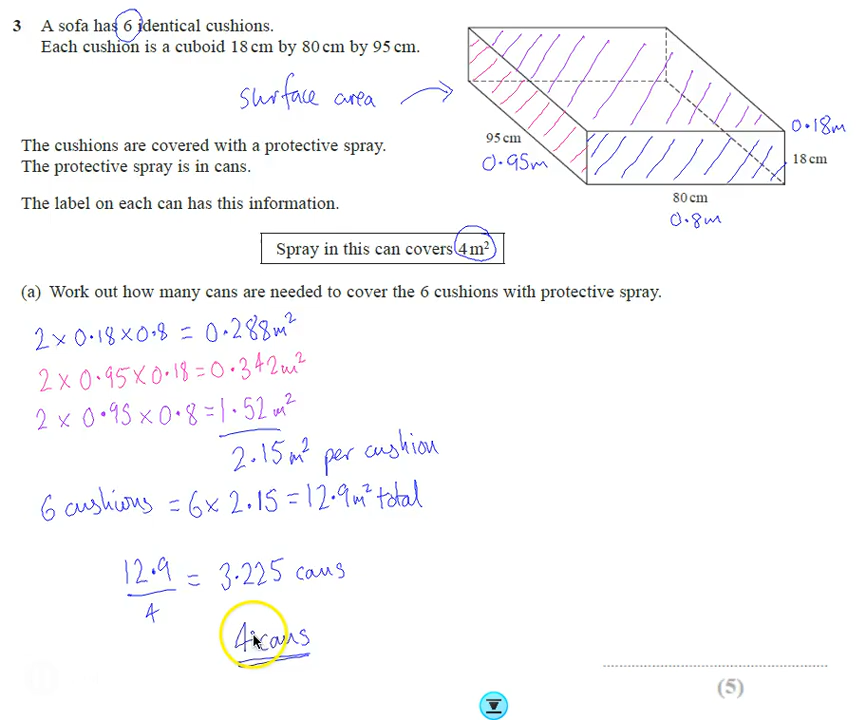 3 A sofa has 6 identical cushions.
Each cushion is a cuboid 18 cm by 80 cm by 95 cm.
surface area
0.18m
95 cm
18 cm
0.95m
The cushions are covered with a protective spray.
The protective spray is in cans.
80 cm
0.8m
The label on each can has this information.
Spray in this can covers 4 m²
(a) Work out how many cans are needed to cover the 6 cushions with protective spray.
2 × 0.18 × 0.8 = 0.288m²
2 × 0.95 × 0.18 = 0.342m²
2 × 0.95 × 0.8 = 1.52m²
2.15m² per cushion
6 cushions = 6 × 2.15 = 12.9m² total
12.9
4
= 3.225 cans
4 cans
(5)